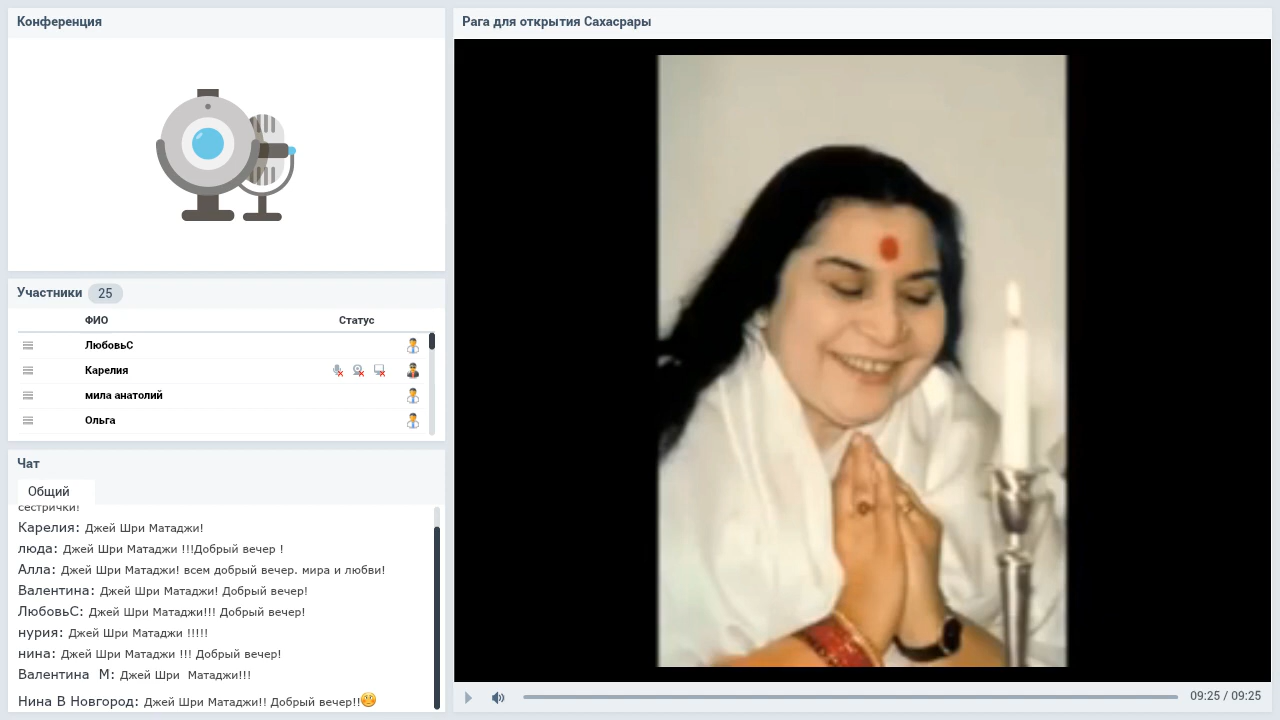 Конференция
Рага для открытия Сахасрары
Участники 25
ФИО Статус
ЛюбовьС
Карелия
мила анатолий
Ольга
Чат
Общий
сестрички!
Карелия: Джей Шри Матаджи!
люда: Джей Шри Матаджи !!!Добрый вечер !
Алла: Джей Шри Матаджи! всем добрый вечер. мира и любви!
Валентина: Джей Шри Матаджи! Добрый вечер!
ЛюбовьС: Джей Шри Матаджи!!! Добрый вечер!
нурия: Джей Шри Матаджи !!!!!
нина: Джей Шри Матаджи !!! Добрый вечер!
Валентина  М: Джей Шри  Матаджи!!!
Нина В Новгород: Джей Шри Матаджи!! Добрый вечер!!
09:25 / 09:25